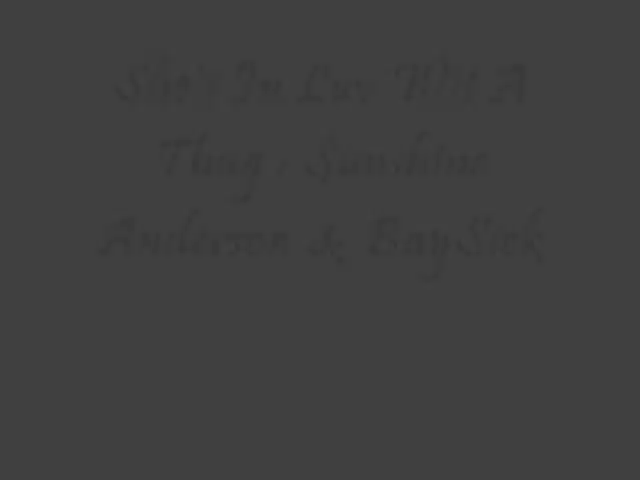 She's In Luv Wit A
Thug / Sunshine
Anderson & BaySick